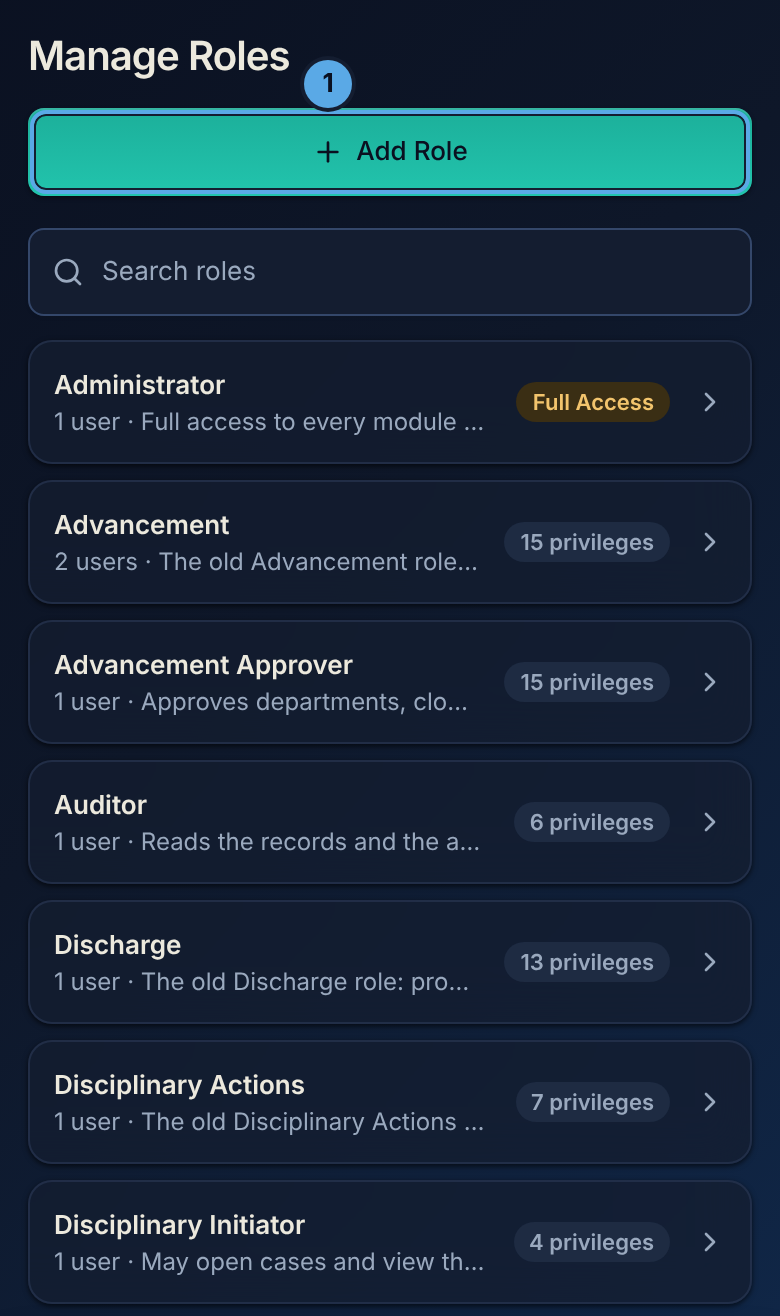 Manage Roles
1
+ Add Role
Search roles
Administrator
1 user · Full access to every module ...
Full Access
Advancement
2 users · The old Advancement role...
15 privileges
Advancement Approver
1 user · Approves departments, clo...
15 privileges
Auditor
1 user · Reads the records and the a...
6 privileges
Discharge
1 user · The old Discharge role: pro...
13 privileges
Disciplinary Actions
1 user · The old Disciplinary Actions ...
7 privileges
Disciplinary Initiator
1 user · May open cases and view th...
4 privileges